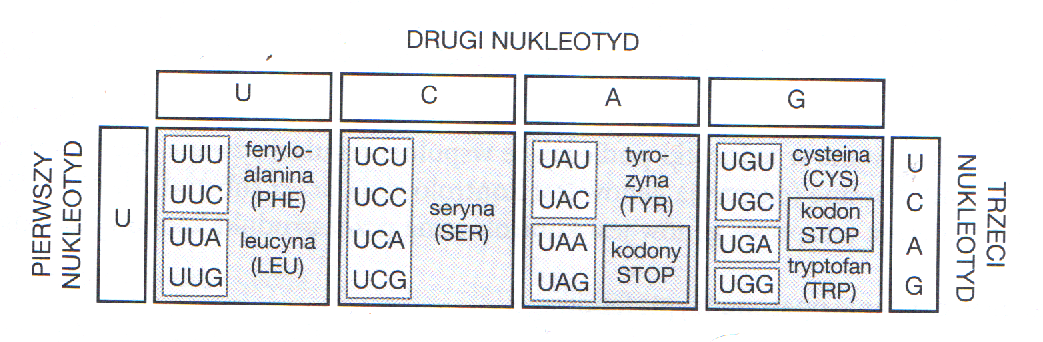 DRUGI NUKLEOTYD
U
C
A
G
PIERWSZY
NUKLEOTYD
U
UUU
UUC
fenylo-
alanina
(PHE)
UUA
UUG
leucyna
(LEU)
UCU
UCC
UCA
UCG
seryna
(SER)
UAU
UAC
tyro-
zyna
(TYR)
UAA
UAG
kodony
STOP
UGU
UGC
cysteina
(CYS)
UGA
kodon
STOP
UGG
tryptofan
(TRP)
U
C
A
G
TRZECI
NUKLEOTYD